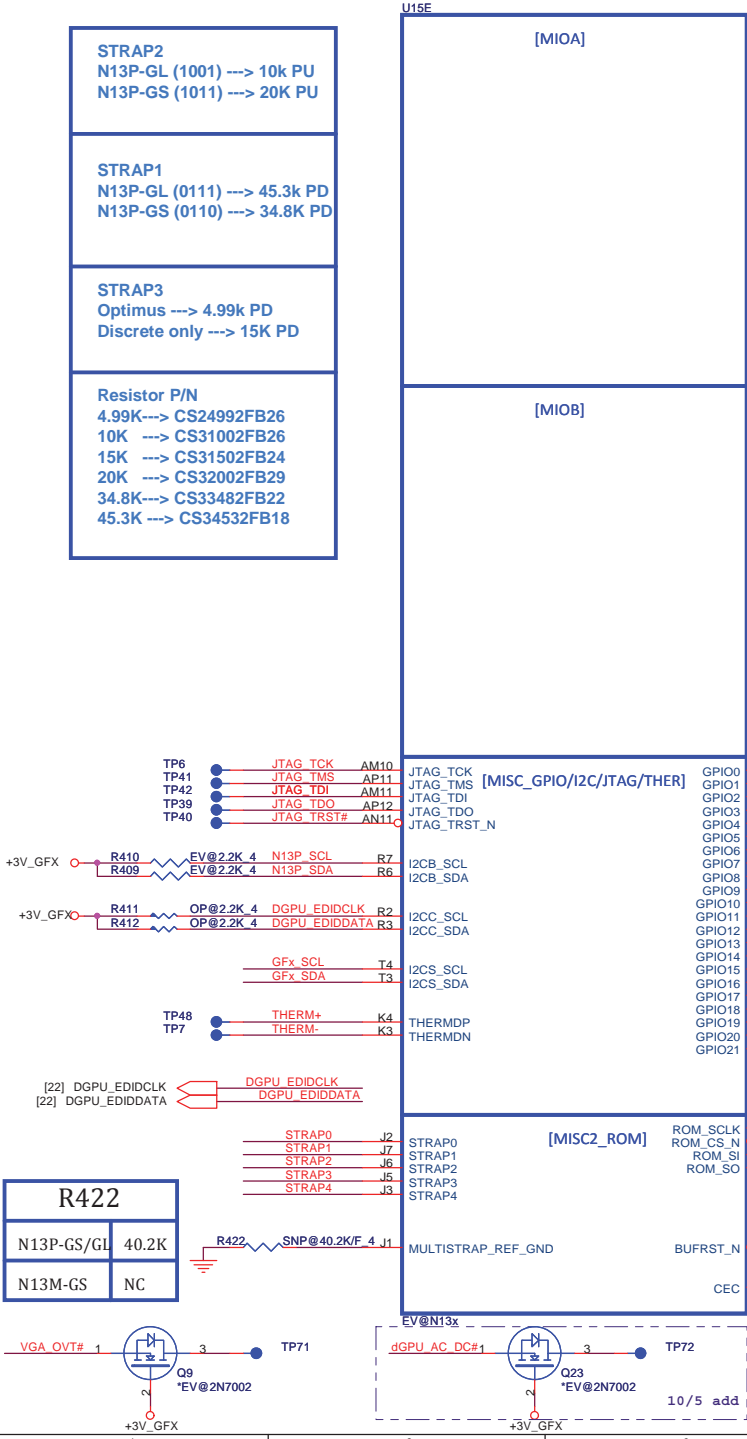 U15E
STRAP2
N13P-GL (1001) ---> 10k PU
N13P-GS (1011) ---> 20K PU
STRAP1
N13P-GL (0111) ---> 45.3k PD
N13P-GS (0110) ---> 34.8K PD
STRAP3
Optimus ---> 4.99k PD
Discrete only ---> 15K PD
Resistor P/N
4.99K---> CS24992FB26
10K ---> CS31002FB26
15K ---> CS31502FB24
20K ---> CS32002FB29
34.8K---> CS33482FB22
45.3K ---> CS34532FB18
[MIOA]
[MIOB]
[MISC_GPIO/I2C/JTAG/THER]
TP6 JTAG_TCK AM10 JTAG_TCK
TP41 JTAG_TMS AP11 JTAG_TMS
TP42 JTAG_TDI AM11 JTAG_TDI
TP39 JTAG_TDO AP12 JTAG_TDO
TP40 JTAG_TRST# AN11 JTAG_TRST_N
GPIO0
GPIO1
GPIO2
GPIO3
GPIO4
GPIO5
GPIO6
GPIO7
GPIO8
GPIO9
GPIO10
GPIO11
GPIO12
GPIO13
GPIO14
GPIO15
GPIO16
GPIO17
GPIO18
GPIO19
GPIO20
GPIO21
+3V_GFX
R410 EV@2.2K_4 N13P_SCL R7 I2CB_SCL
R409 EV@2.2K_4 N13P_SDA R6 I2CB_SDA
+3V_GFX
R411 OP@2.2K_4 DGPU_EDIDCLK R2 I2CC_SCL
R412 OP@2.2K_4 DGPU_EDIDDATA R3 I2CC_SDA
GFx_SCL T4 I2CS_SCL
GFx_SDA T3 I2CS_SDA
TP48 THERM+ K4 THERMDP
TP7 THERM- K3 THERMDN
[22] DGPU_EDIDCLK DGPU_EDIDCLK
[22] DGPU_EDIDDATA DGPU_EDIDDATA
[MISC2_ROM]
STRAP0 J2 STRAP0
STRAP1 J7 STRAP1
STRAP2 J6 STRAP2
STRAP3 J5 STRAP3
STRAP4 J3 STRAP4
ROM_SCLK
ROM_CS_N
ROM_SI
ROM_SO
R422
N13P-GS/GL 40.2K
N13M-GS NC
R422 SNP@40.2K/F_4 J1 MULTISTRAP_REF_GND
BUFRST_N
CEC
EV@N13x
VGA_OVT# 1 3 TP71
Q9
*EV@2N7002
2
+3V_GFX
dGPU_AC_DC# 1 3 TP72
Q23
*EV@2N7002
2
10/5 add
+3V_GFX